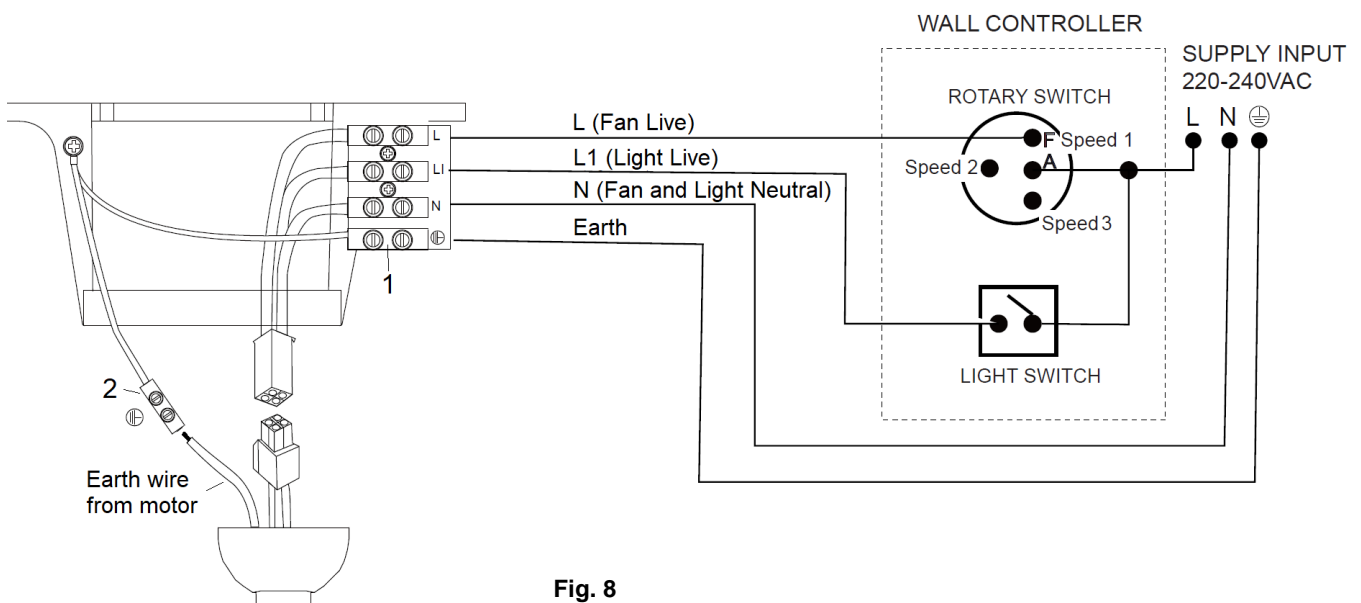 WALL CONTROLLER
SUPPLY INPUT
220-240VAC
L N
ROTARY SWITCH
L (Fan Live)
F Speed 1
A
Speed 2
Speed 3
L1 (Light Live)
N (Fan and Light Neutral)
Earth
L
LI
N
1
LIGHT SWITCH
2
Earth wire
from motor
Fig. 8